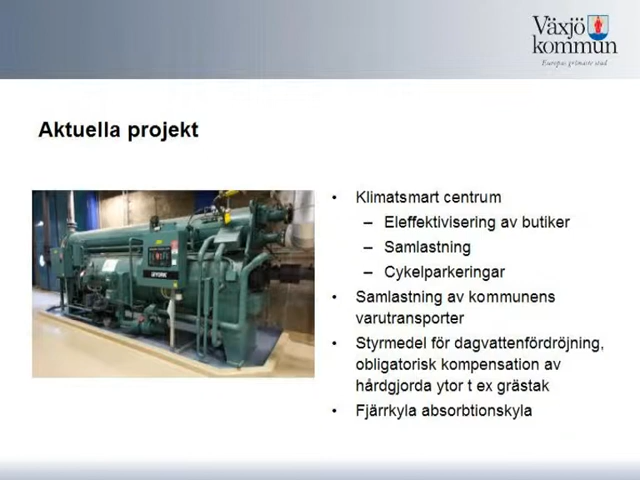 Växjö
kommun
Europas grönaste stad
Aktuella projekt
YORK
• Klimatsmart centrum
– Eleffektivisering av butiker
– Samlastning
– Cykelparkeringar
• Samlastning av kommunens
varutransporter
• Styrmedel för dagvattenfördröjning,
obligatorisk kompensation av
hårdgjorda ytor t ex grästak
• Fjärrkyla absorbtionskyla